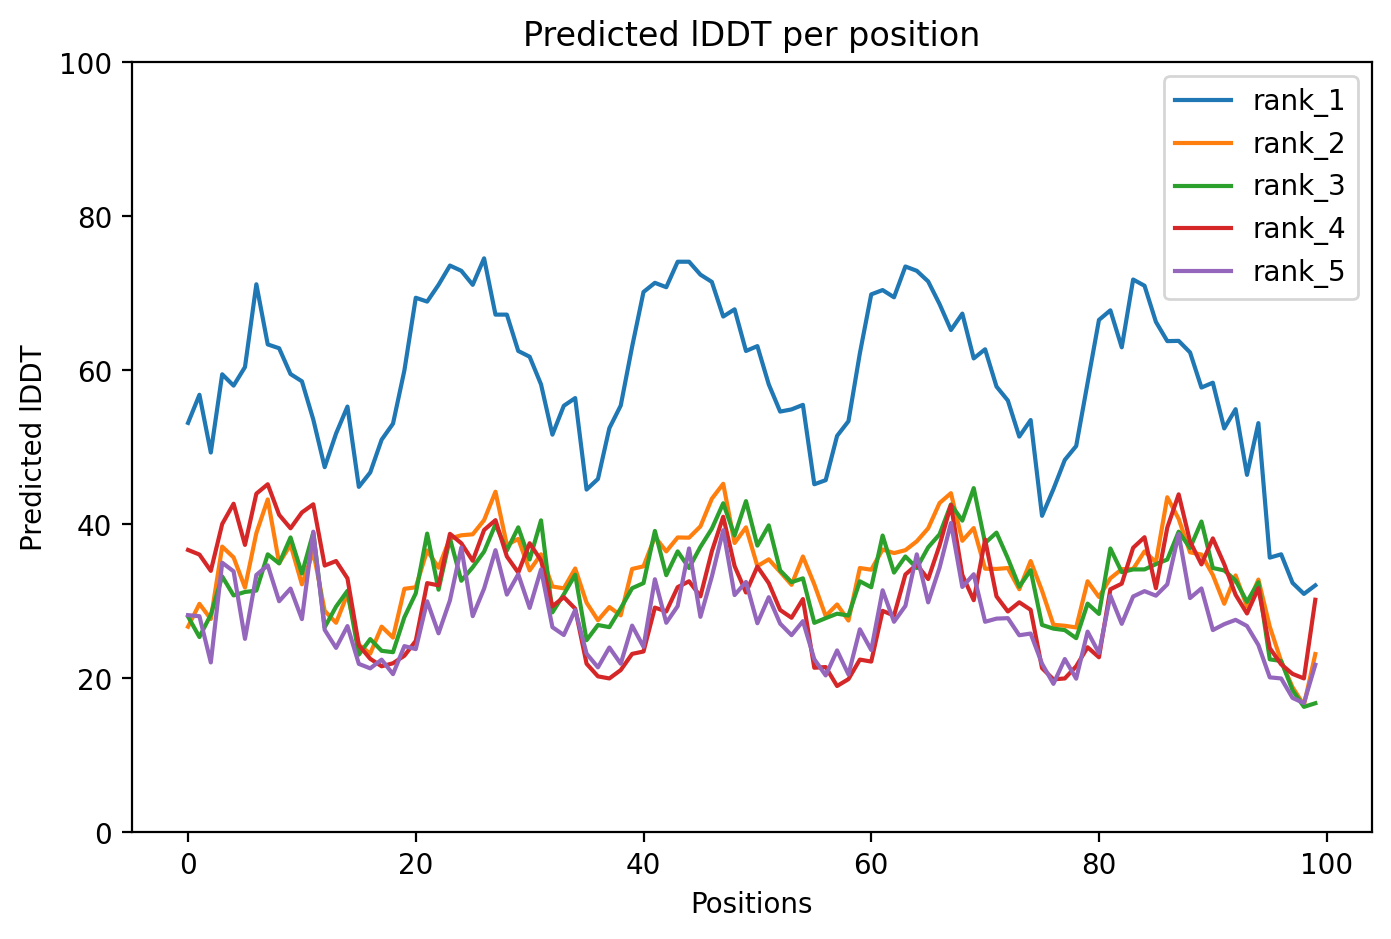 Predicted lDDT per position
100
80
60
40
20
0
Predicted lDDT
rank_1
rank_2
rank_3
rank_4
rank_5
0 20 40 60 80 100
Positions